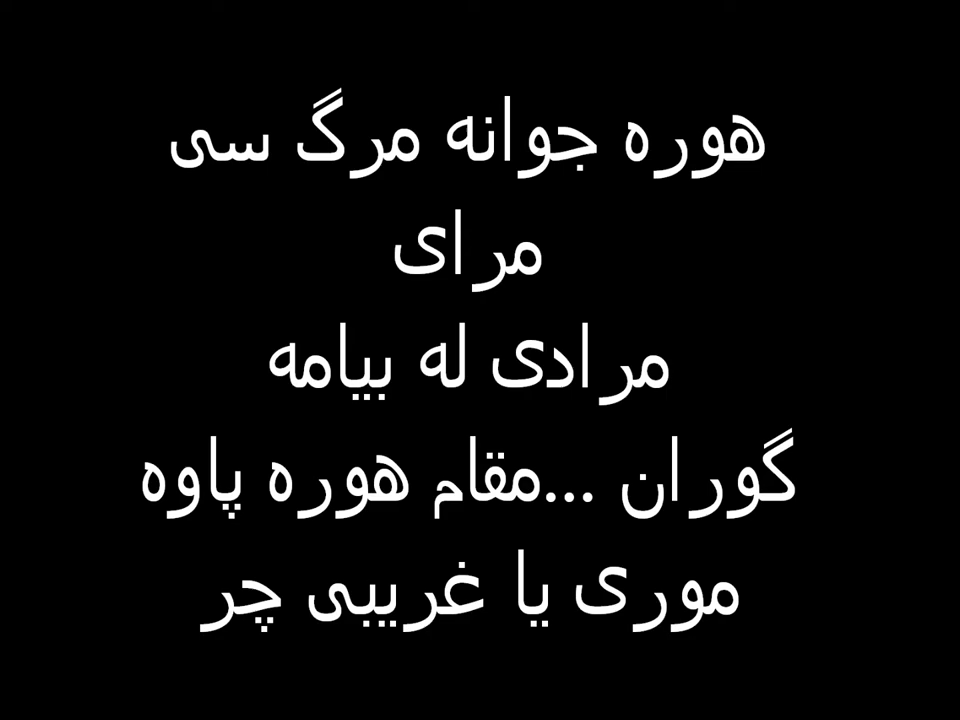 هوره جوانه مرگ سی
مرای
مرادی له بیامه
گوران ...مقام هوره پاوه
موری یا غریبی چر